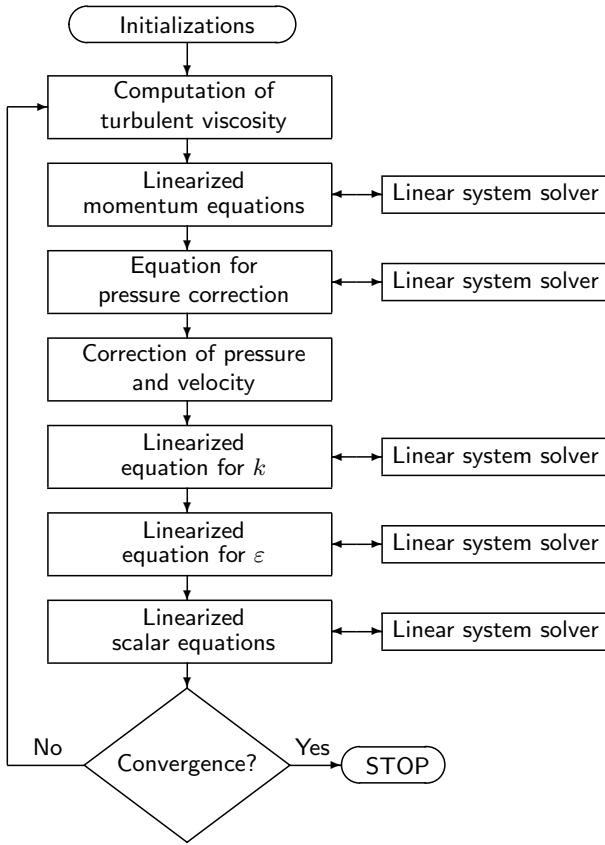 Initializations
Computation of
turbulent viscosity
Linearized
momentum equations
Linear system solver
Equation for
pressure correction
Linear system solver
Correction of pressure
and velocity
Linearized
equation for k
Linear system solver
Linearized
equation for ε
Linear system solver
Linearized
scalar equations
Linear system solver
No
Convergence?
Yes
STOP